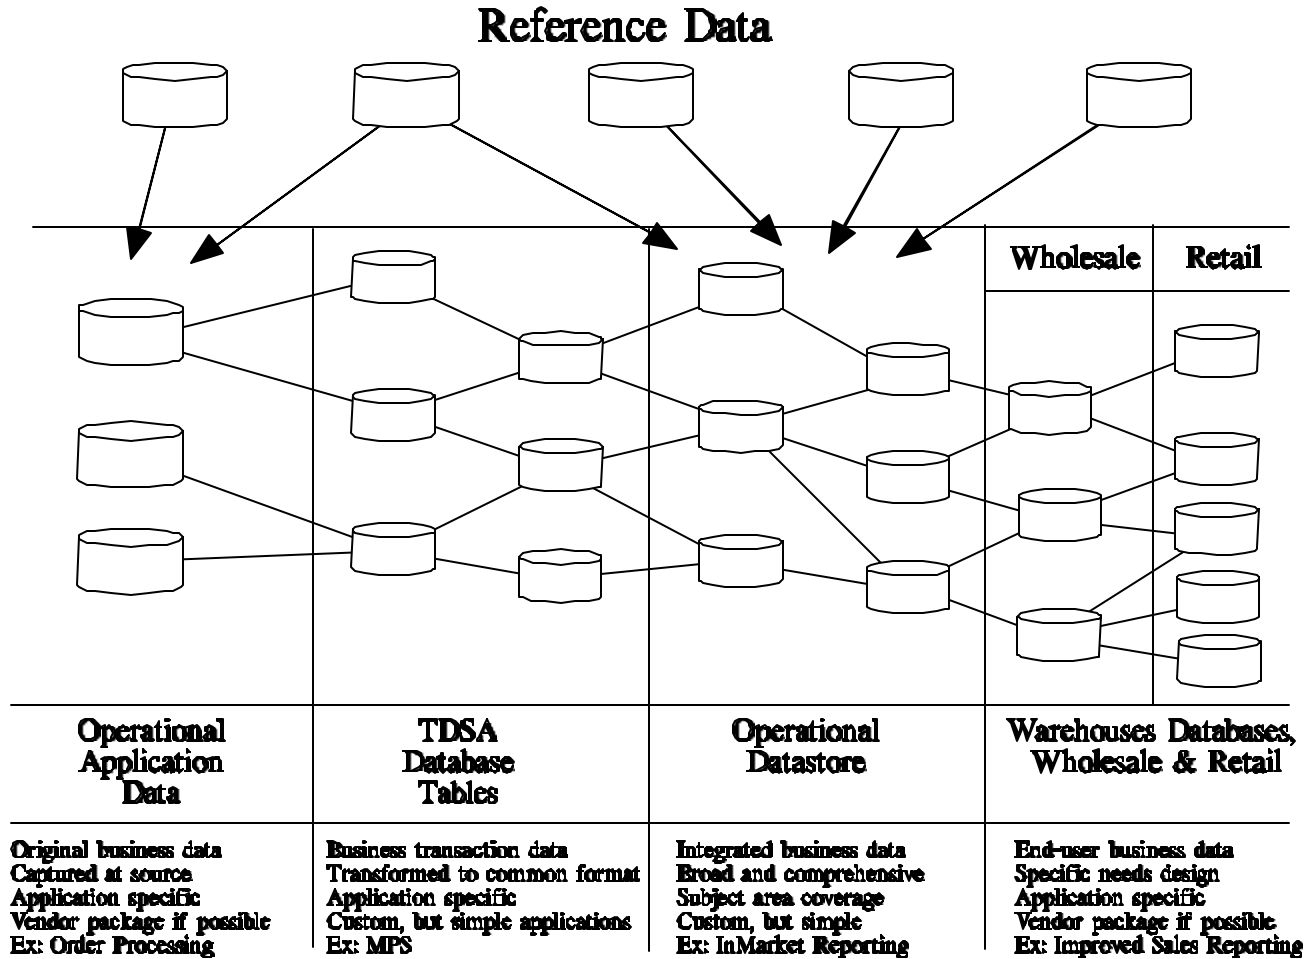 Reference Data
Wholesale
Retail
Operational
Application
Data
TDSA
Database
Tables
Operational
Datastore
Warehouses Databases,
Wholesale & Retail
Original business data
Captured at source
Application specific
Vendor package if possible
Ex: Order Processing
Business transaction data
Transformed to common format
Application specific
Custom, but simple applications
Ex: MPS
Integrated business data
Broad and comprehensive
Subject area coverage
Custom, but simple
Ex: InMarket Reporting
End-user business data
Specific needs design
Application specific
Vendor package if possible
Ex: Improved Sales Reporting